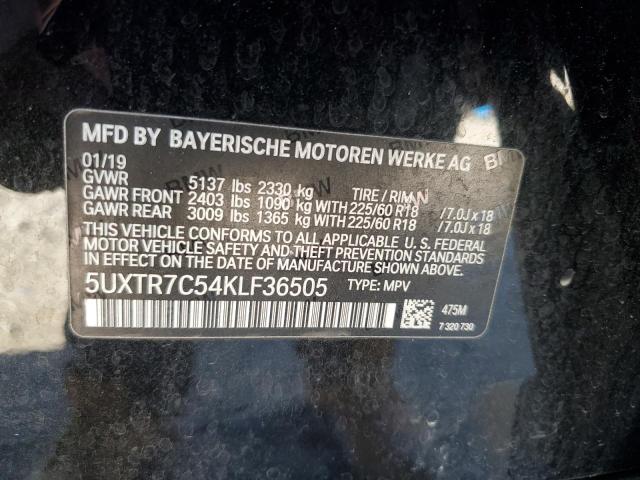 MFD BY BAYERISCHE MOTOREN WERKE AG
01/19
GVWR 5137 lbs 2330 kg TIRE / RIM
GAWR FRONT 2403 lbs 1090 kg WITH 225/60 R18 / 7.0J x 18
GAWR REAR 3009 lbs 1365 kg WITH 225/60 R18 / 7.0J x 18
THIS VEHICLE CONFORMS TO ALL APPLICABLE U. S. FEDERAL
MOTOR VEHICLE SAFETY AND THEFT PREVENTION STANDARDS
IN EFFECT ON THE DATE OF MANUFACTURE SHOWN ABOVE.
5UXTR7C54KLF36505 TYPE: MPV
475M
7 320 730